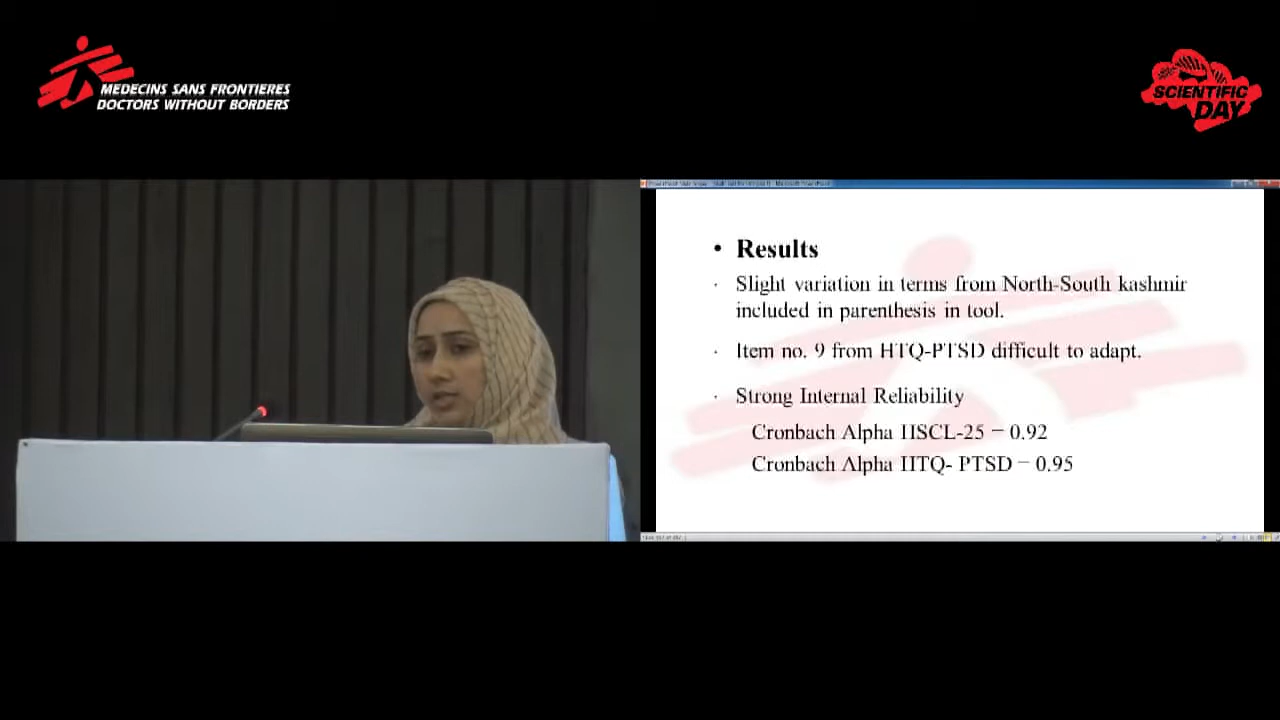 MEDECINS SANS FRONTIERES
DOCTORS WITHOUT BORDERS
SCIENTIFIC
DAY
• Results
· Slight variation in terms from North-South kashmir
included in parenthesis in tool.
· Item no. 9 from HTQ-PTSD difficult to adapt.
· Strong Internal Reliability
Cronbach Alpha HSCL-25 – 0.92
Cronbach Alpha HTQ- PTSD – 0.95